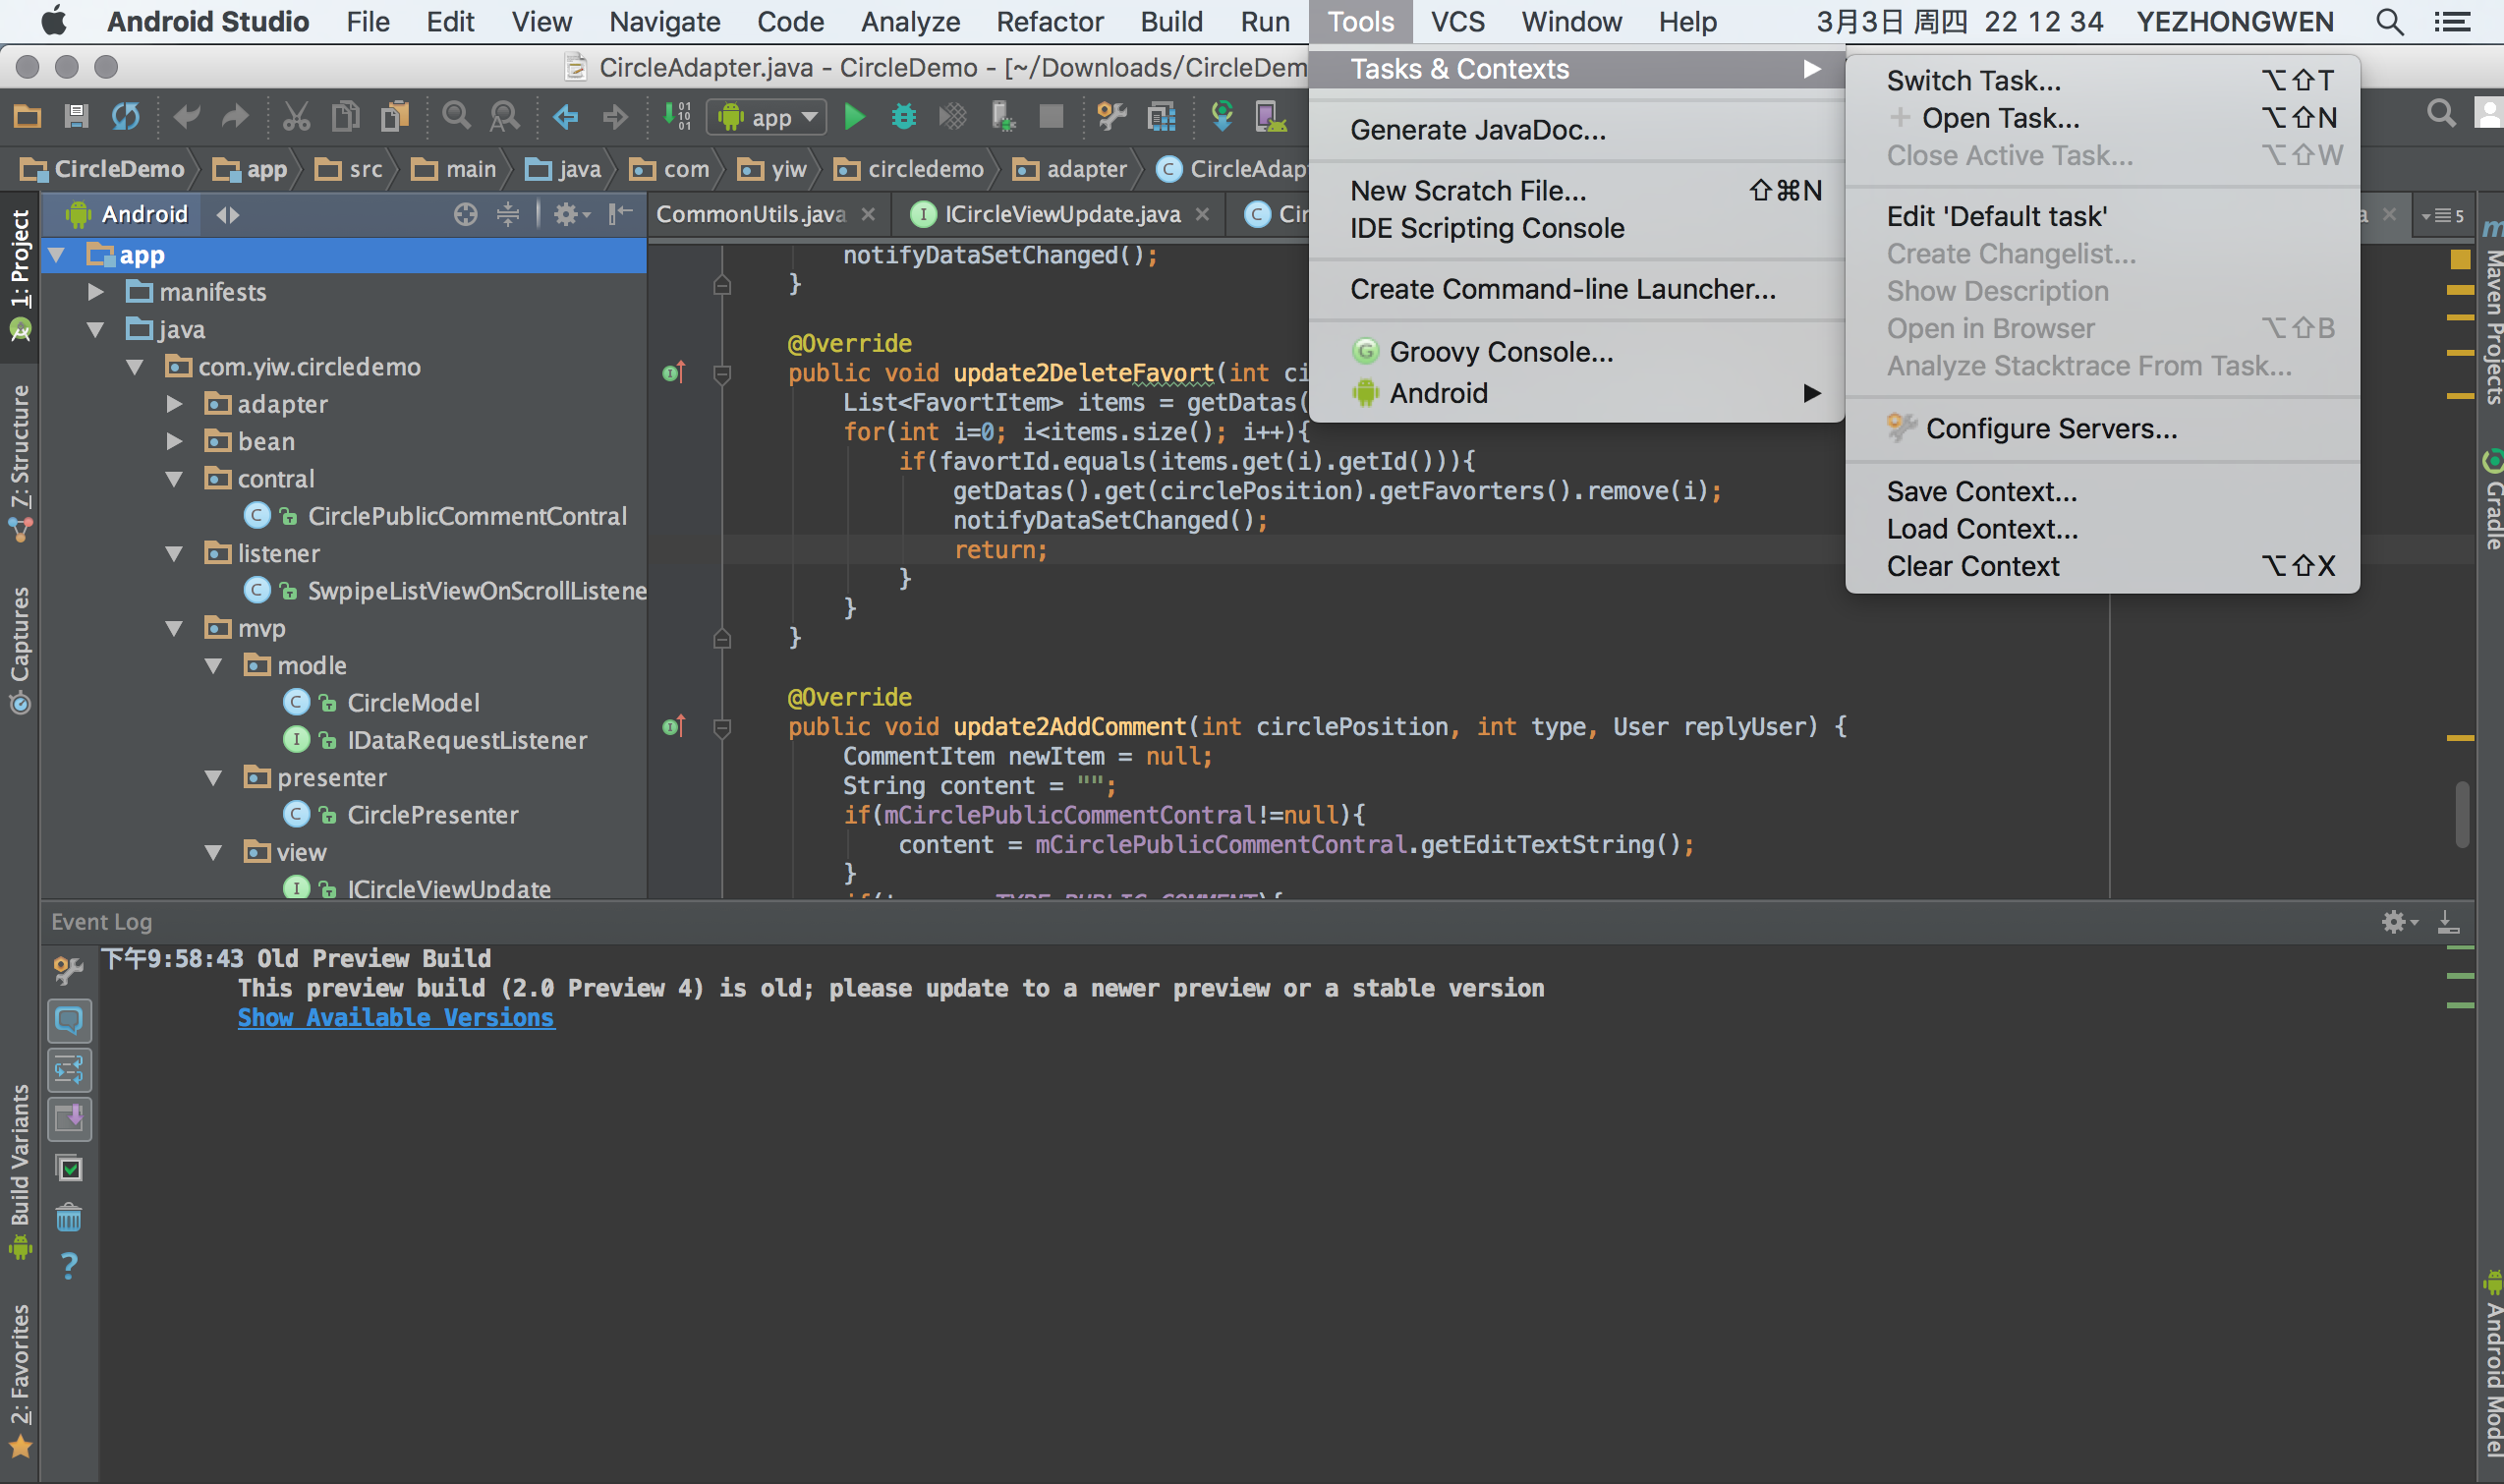 Android Studio File Edit View Navigate Code Analyze Refactor Build Run Tools VCS Window Help 3月3日 周四 22 12 34 YEZHONGWEN
CircleAdapter.java - CircleDemo - [~/Downloads/CircleDem
app
CircleDemo app src main java com yiw circledemo adapter CircleAdap
Tasks & Contexts
Generate JavaDoc...
New Scratch File... ⇧⌘N
IDE Scripting Console
Create Command-line Launcher...
Groovy Console...
Android
Switch Task... ⌥⇧T
Open Task... ⌥⇧N
Close Active Task... ⌥⇧W
Edit 'Default task'
Create Changelist...
Show Description
Open in Browser ⌥⇧B
Analyze Stacktrace From Task...
Configure Servers...
Save Context...
Load Context...
Clear Context ⌥⇧X
1: Project
7: Structure
Captures
Build Variants
2: Favorites
Android
app
manifests
java
com.yiw.circledemo
adapter
bean
contral
CirclePublicCommentContral
listener
SwpipeListViewOnScrollListene
mvp
modle
CircleModel
IDataRequestListener
presenter
CirclePresenter
view
ICircleViewUpdate
CommonUtils.java ICircleViewUpdate.java Cir a 5
notifyDataSetChanged();
}
@Override
public void update2DeleteFavort(int ci
List<FavortItem> items = getDatas(
for(int i=0; i<items.size(); i++){
if(favortId.equals(items.get(i).getId())){
getDatas().get(circlePosition).getFavorters().remove(i);
notifyDataSetChanged();
return;
}
}
}
@Override
public void update2AddComment(int circlePosition, int type, User replyUser) {
CommentItem newItem = null;
String content = "";
if(mCirclePublicCommentContral!=null){
content = mCirclePublicCommentContral.getEditTextString();
}
Maven Projects
Gradle
Android Model
Event Log
下午9:58:43 Old Preview Build
This preview build (2.0 Preview 4) is old; please update to a newer preview or a stable version
Show Available Versions